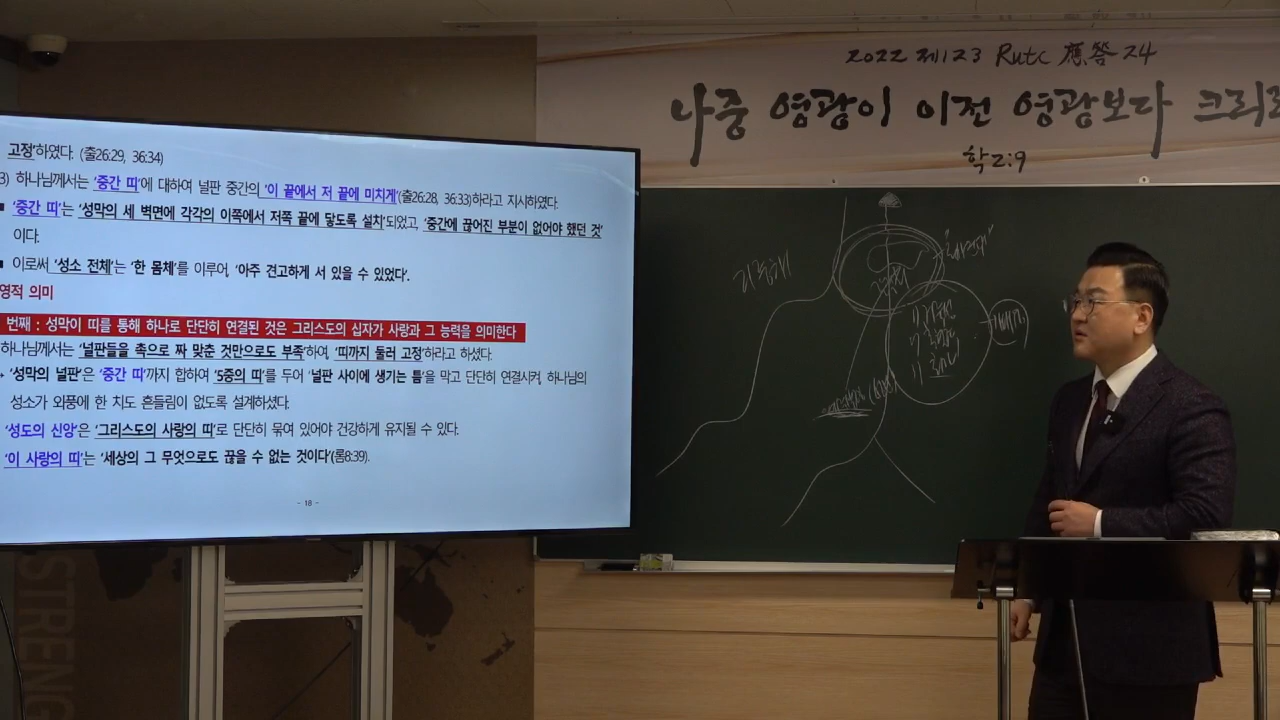 2022 제123 Rutc 應答24
나중 영광이 이전 영광보다 크리라
학2:9
고정'하였다. (출26:29, 36:34)
3) 하나님께서는 '중간 띠'에 대하여 널판 중간의 '이 끝에서 저 끝에 미치게'(출26:28, 36:33)하라고 지시하였다.
■ '중간 띠'는 '성막의 세 벽면에 각각의 이쪽에서 저쪽 끝에 닿도록 설치'되었고, '중간에 끊어진 부분이 없어야 했던 것'
이다.
■ 이로써 '성소 전체'는 '한 몸체'를 이루어, '아주 견고하게 서 있을 수 있었다'.
영적 의미
번째 : 성막이 띠를 통해 하나로 단단히 연결된 것은 그리스도의 십자가 사랑과 그 능력을 의미한다
하나님께서는 '널판들을 촉으로 짜 맞춘 것만으로도 부족'하여, '띠까지 둘러 고정'하라고 하셨다.
'성막의 널판'은 '중간 띠'까지 합하여 '5중의 띠'를 두어 '널판 사이에 생기는 틈'을 막고 단단히 연결시켜, 하나님의
성소가 외풍에 한 치도 흔들림이 없도록 설계하셨다.
'성도의 신앙'은 '그리스도의 사랑의 띠'로 단단히 묶여 있어야 건강하게 유지될 수 있다.
'이 사랑의 띠'는 '세상의 그 무엇으로도 끊을 수 없는 것이다'(롬8:39).
- 18 -
지중해
STRENG